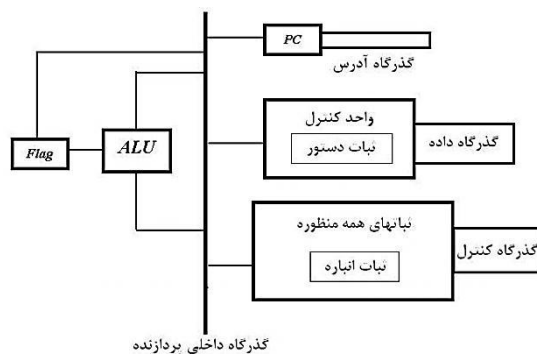 PC
گذرگاه آدرس
واحد کنترل
ثبات دستور
گذرگاه داده
Flag
ALU
ثباتهای همه منظوره
ثبات انباره
گذرگاه کنترل
گذرگاه داخلی پردازنده